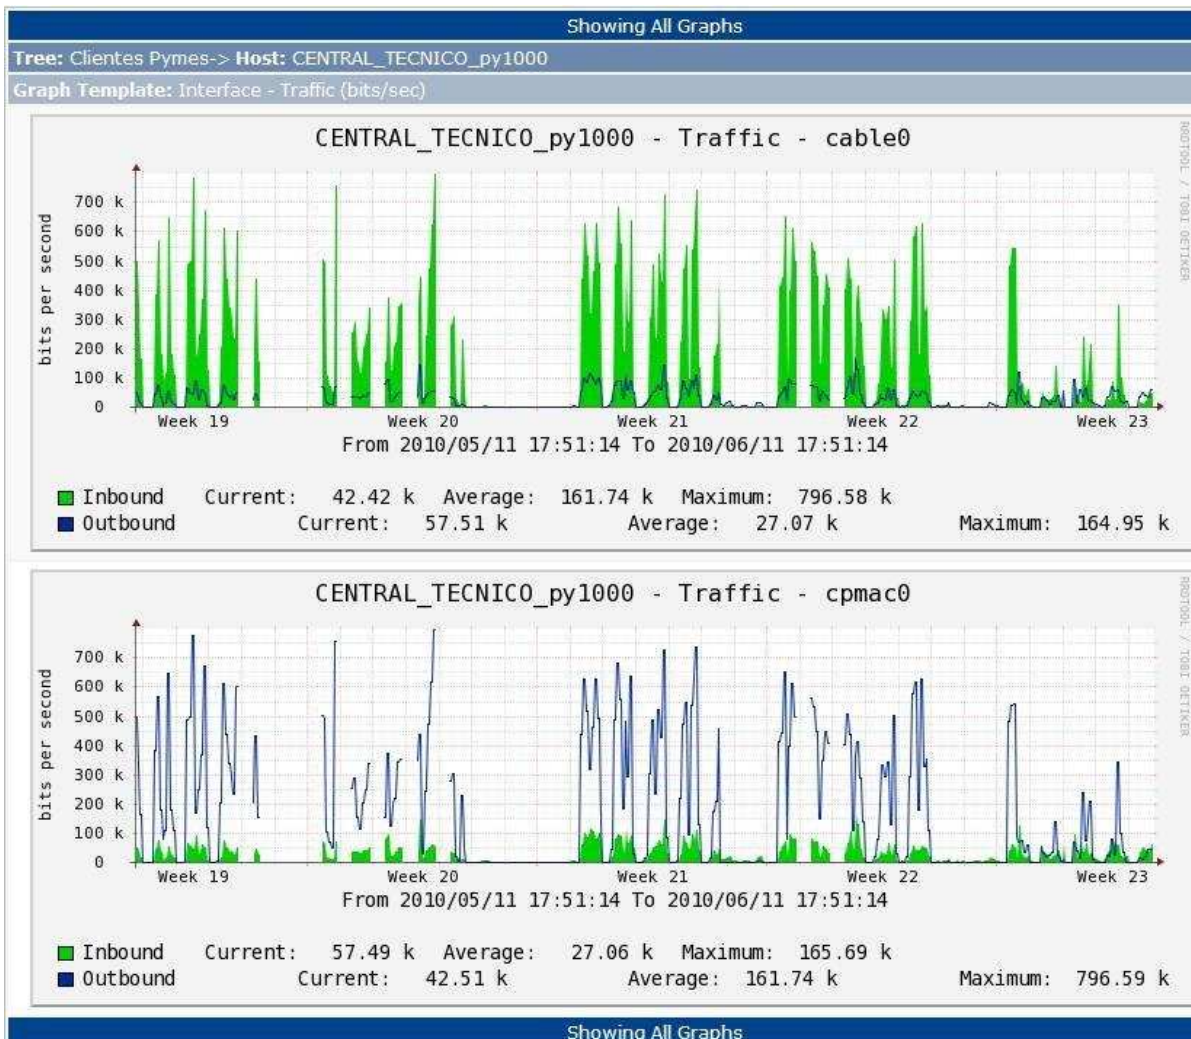 Showing All Graphs
Tree: Clientes Pymes-> Host: CENTRAL_TECNICO_py1000
Graph Template: Interface - Traffic (bits/sec)
CENTRAL_TECNICO_py1000 - Traffic - cable0
RRDTOOL / TOBI OETIKER
bits per second
700 k
600 k
500 k
400 k
300 k
200 k
100 k
0
Week 19 Week 20 Week 21 Week 22 Week 23
From 2010/05/11 17:51:14 To 2010/06/11 17:51:14
Inbound Current: 42.42 k Average: 161.74 k Maximum: 796.58 k
Outbound Current: 57.51 k Average: 27.07 k Maximum: 164.95 k
CENTRAL_TECNICO_py1000 - Traffic - cpmac0
RRDTOOL / TOBI OETIKER
bits per second
700 k
600 k
500 k
400 k
300 k
200 k
100 k
0
Week 19 Week 20 Week 21 Week 22 Week 23
From 2010/05/11 17:51:14 To 2010/06/11 17:51:14
Inbound Current: 57.49 k Average: 27.06 k Maximum: 165.69 k
Outbound Current: 42.51 k Average: 161.74 k Maximum: 796.59 k
Showing All Graphs